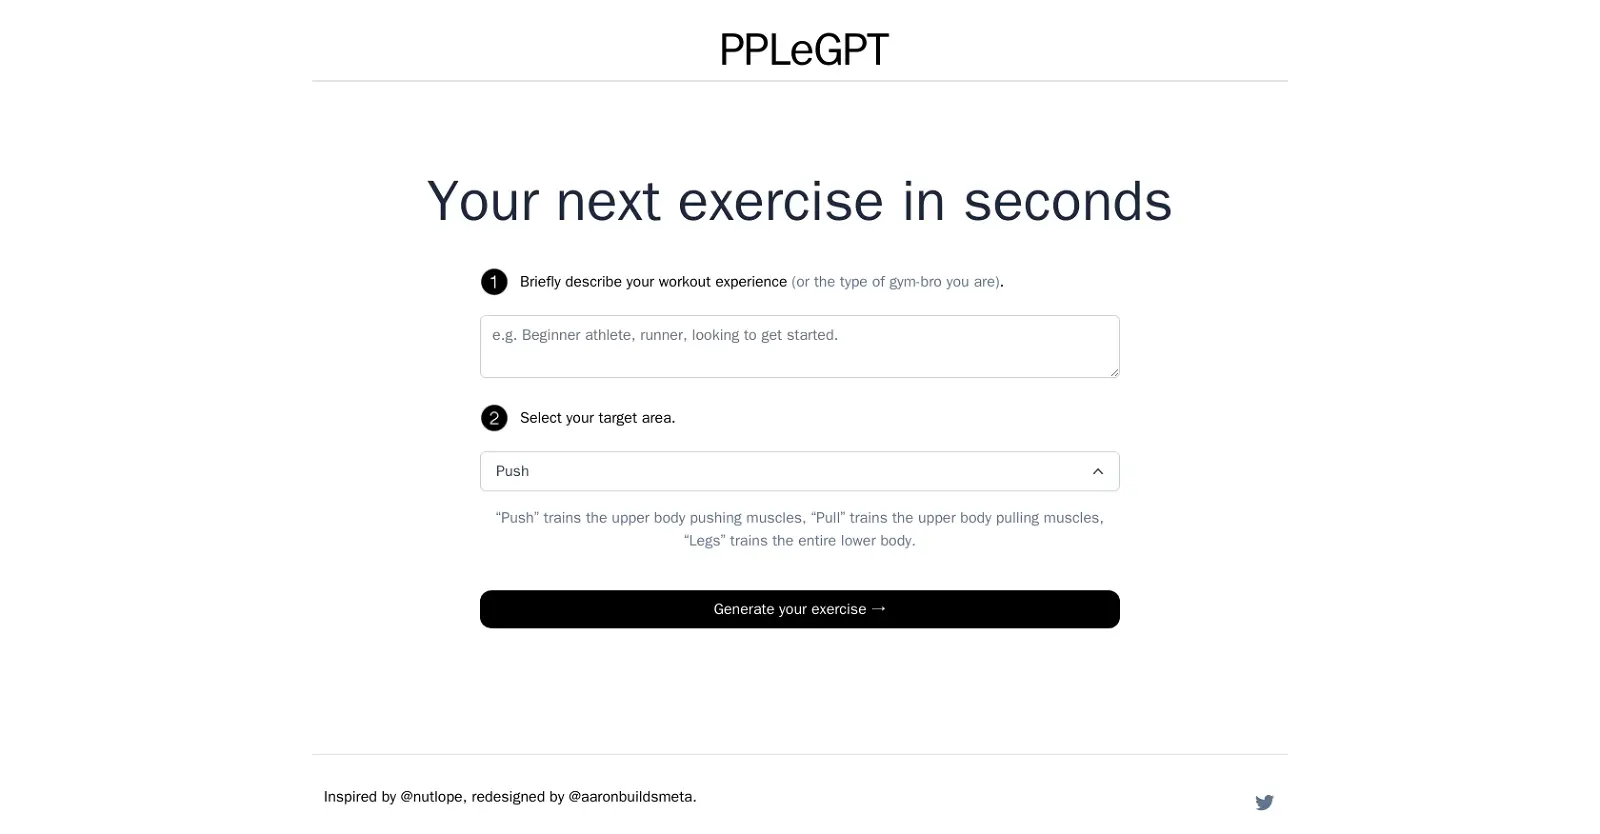 PPLeGPT
Your next exercise in seconds
1 Briefly describe your workout experience (or the type of gym-bro you are).
e.g. Beginner athlete, runner, looking to get started.
2 Select your target area.
Push
“Push” trains the upper body pushing muscles, “Pull” trains the upper body pulling muscles,
“Legs” trains the entire lower body.
Generate your exercise →
Inspired by @nutlope, redesigned by @aaronbuildsmeta.